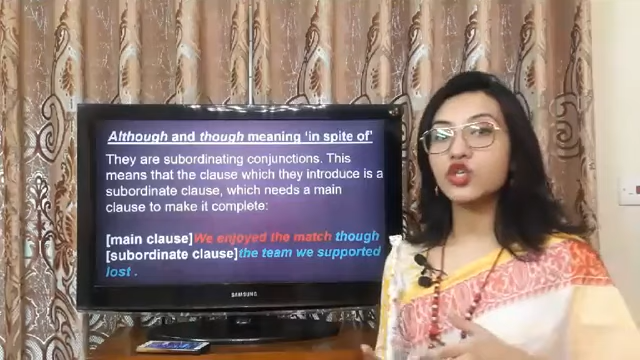 Although and though meaning 'in spite of'
They are subordinating conjunctions. This
means that the clause which they introduce is a
subordinate clause, which needs a main
clause to make it complete:
[main clause]We enjoyed the match though
[subordinate clause]the team we supported
lost .
SAMSUNG